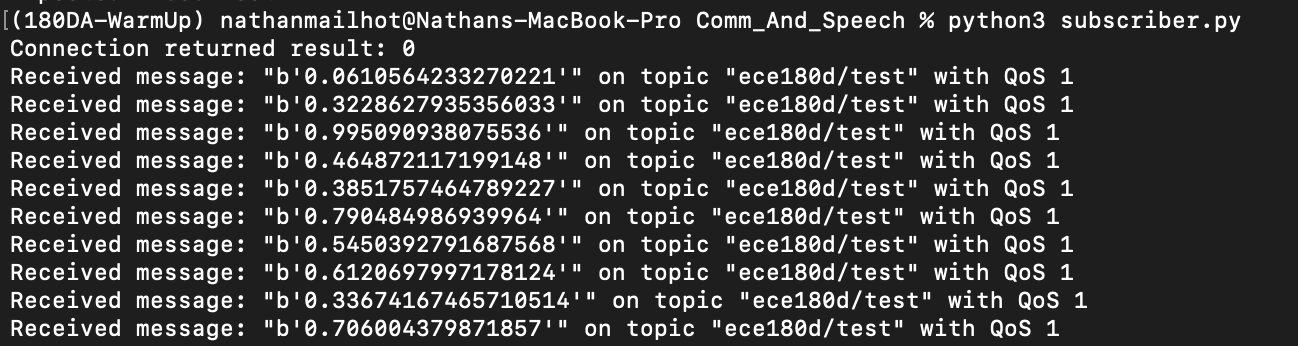 [(180DA-WarmUp) nathanmailhot@Nathans-MacBook-Pro Comm_And_Speech % python3 subscriber.py
Connection returned result: 0
Received message: "b'0.0610564233270221'" on topic "ece180d/test" with QoS 1
Received message: "b'0.3228627935356033'" on topic "ece180d/test" with QoS 1
Received message: "b'0.995090938075536'" on topic "ece180d/test" with QoS 1
Received message: "b'0.464872117199148'" on topic "ece180d/test" with QoS 1
Received message: "b'0.3851757464789227'" on topic "ece180d/test" with QoS 1
Received message: "b'0.790484986939964'" on topic "ece180d/test" with QoS 1
Received message: "b'0.5450392791687568'" on topic "ece180d/test" with QoS 1
Received message: "b'0.6120697997178124'" on topic "ece180d/test" with QoS 1
Received message: "b'0.33674167465710514'" on topic "ece180d/test" with QoS 1
Received message: "b'0.706004379871857'" on topic "ece180d/test" with QoS 1